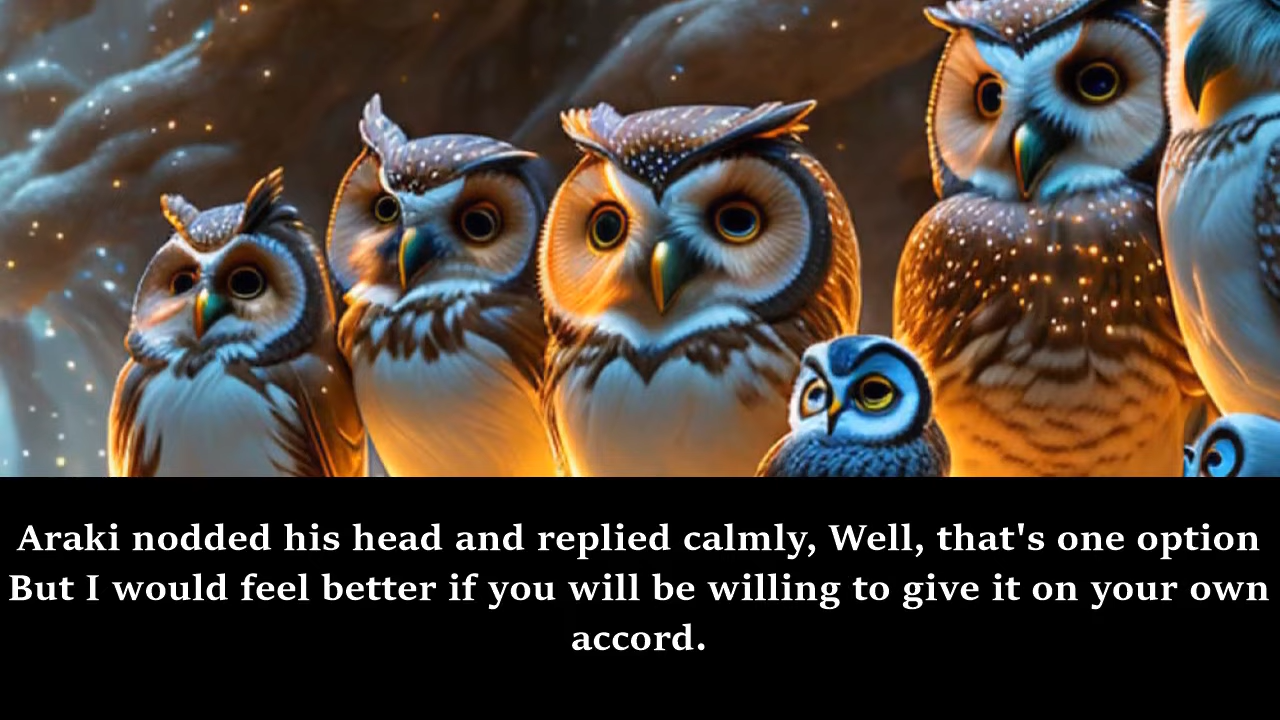 Araki nodded his head and replied calmly, Well, that's one option
But I would feel better if you will be willing to give it on your own
accord.